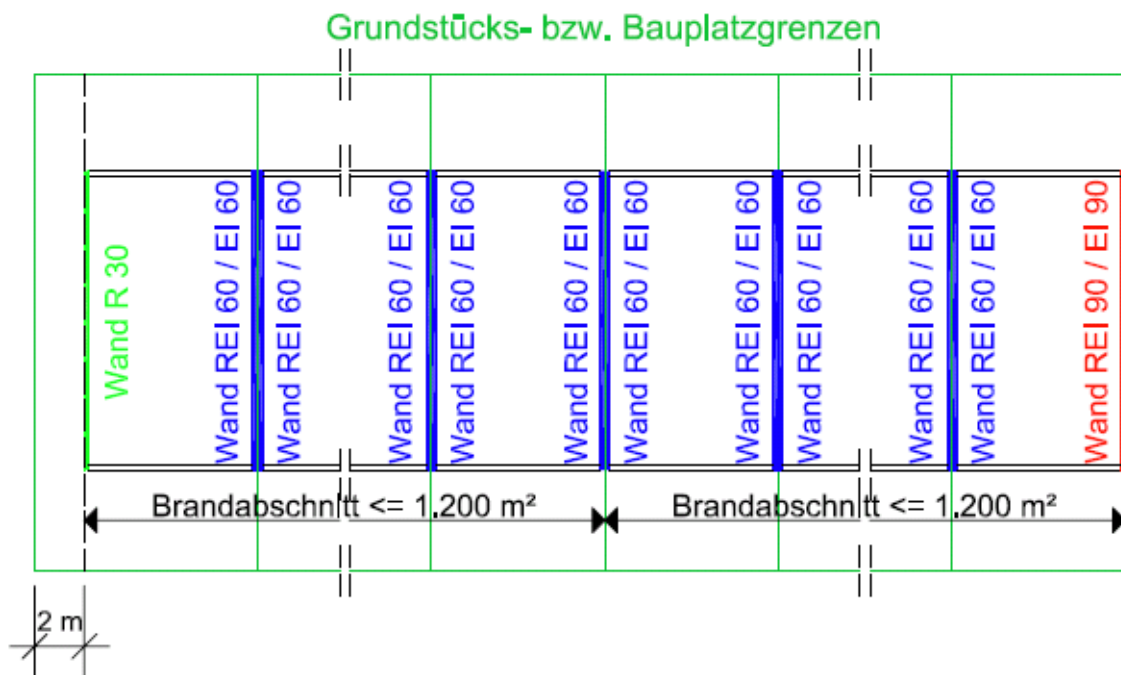 Grundstücks- bzw. Bauplatzgrenzen
Wand R 30
Wand REI 60 / EI 60
Wand REI 60 / EI 60
Wand REI 60 / EI 60
Wand REI 60 / EI 60
Wand REI 60 / EI 60
Wand REI 60 / EI 60
Wand REI 60 / EI 60
Wand REI 60 / EI 60
Wand REI 60 / EI 60
Wand REI 60 / EI 60
Wand REI 90 / EI 90
Brandabschnitt <= 1.200 m²
Brandabschnitt <= 1.200 m²
2 m